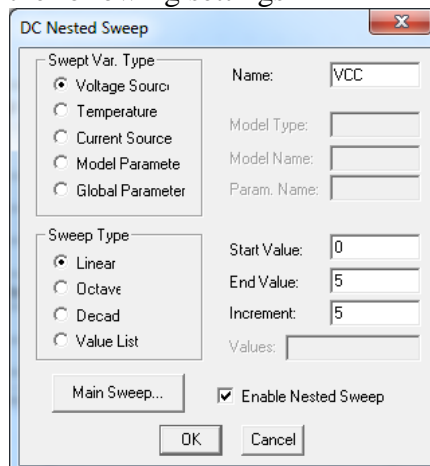 DC Nested Sweep
Swept Var. Type
Voltage Sourc
Temperature
Current Source
Model Paramete
Global Parameter
Name: VCC
Model Type:
Model Name:
Param. Name:
Sweep Type
Linear
Octave
Decad
Value List
Start Value: 0
End Value: 5
Increment: 5
Values:
Main Sweep...
Enable Nested Sweep
OK
Cancel